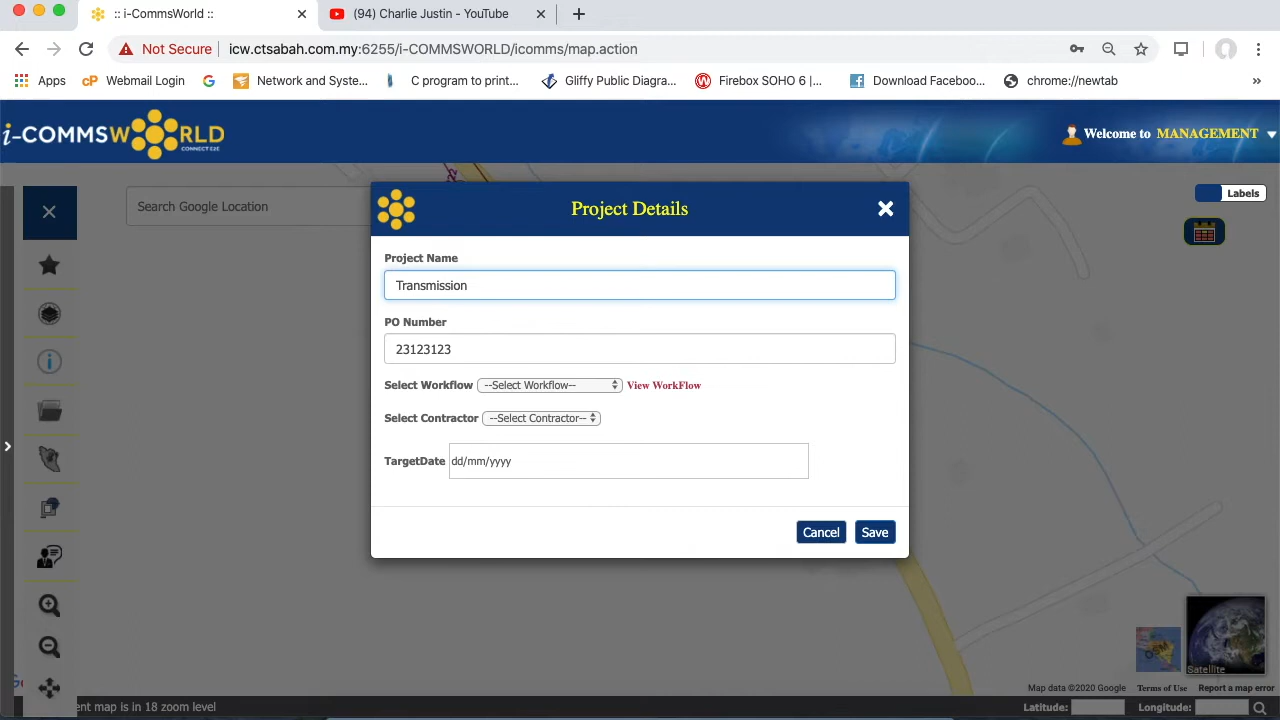 :: i-CommsWorld ::
(94) Charlie Justin - YouTube
Not Secure
icw.ctsabah.com.my:6255/i-COMMSWORLD/icomms/map.action
Apps
cP Webmail Login
Network and Syste...
C program to print...
Gliffy Public Diagra...
Firebox SOHO 6 |...
Download Faceboo...
chrome://newtab
»
i-COMMSWORLD
CONNECT E2E
Welcome to MANAGEMENT
Search Google Location
Labels
Project Details
Project Name
Transmission
PO Number
23123123
Select Workflow --Select Workflow-- View WorkFlow
Select Contractor --Select Contractor--
TargetDate dd/mm/yyyy
Cancel
Save
Satellite
Map data ©2020 Google
Terms of Use
Report a map error
ent map is in 18 zoom level
Latitude:
Longitude: